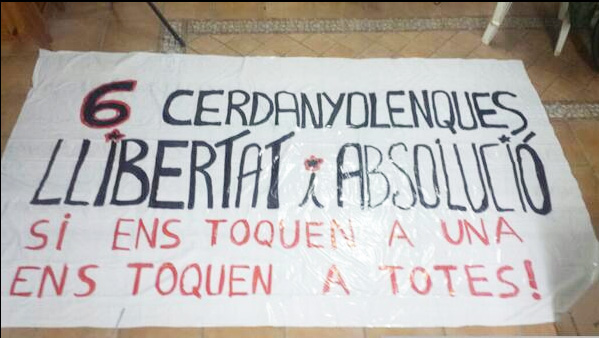 6 CERDANYOLENQUES
LLIBERTAT i ABSOLUCIÓ
SI ENS TOQUEN A UNA
ENS TOQUEN A TOTES!